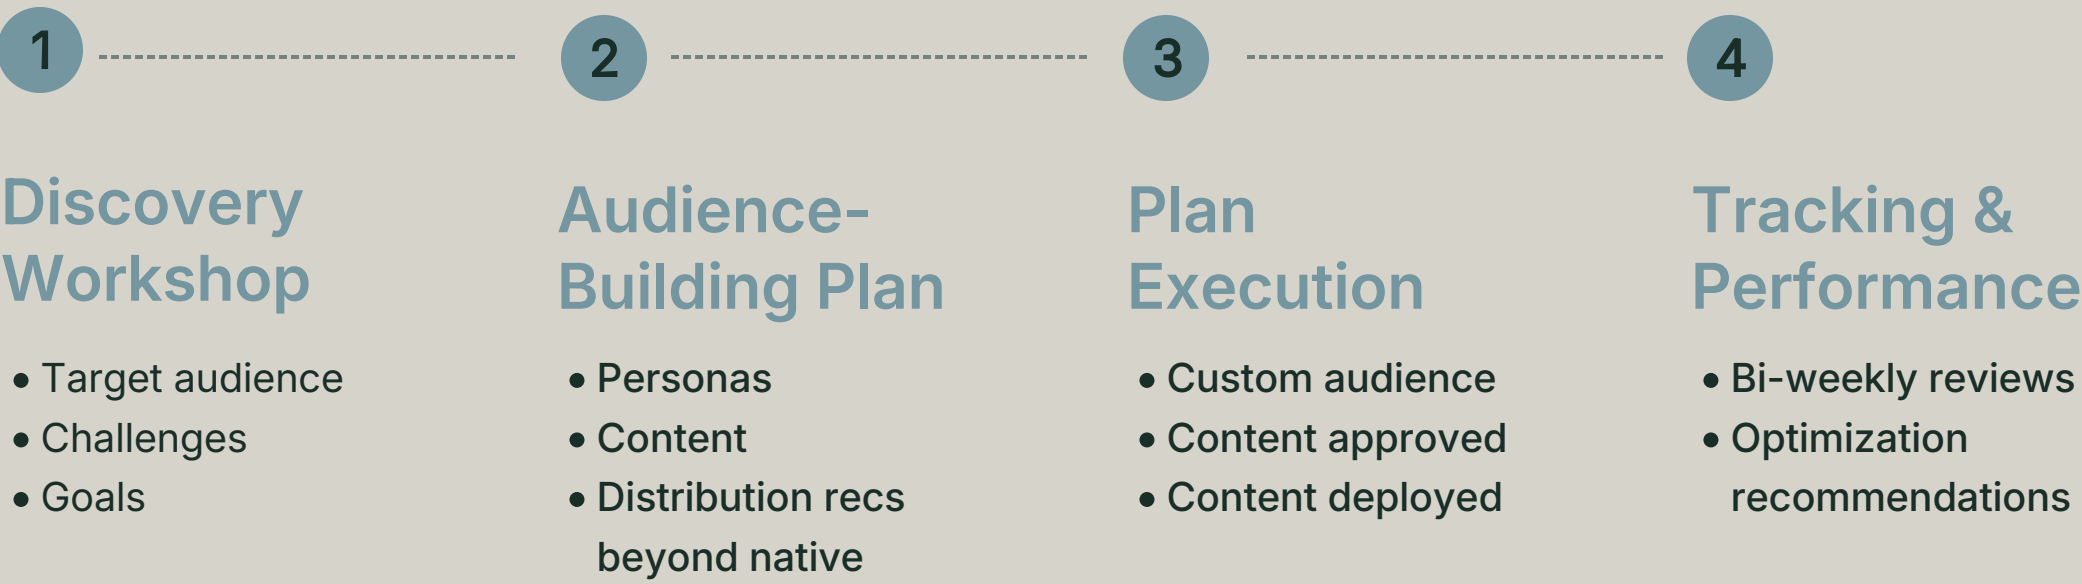 1
2
3
4
Discovery
Workshop
• Target audience
• Challenges
• Goals
Audience-
Building Plan
• Personas
• Content
• Distribution recs
beyond native
Plan
Execution
• Custom audience
• Content approved
• Content deployed
Tracking &
Performance
• Bi-weekly reviews
• Optimization
recommendations